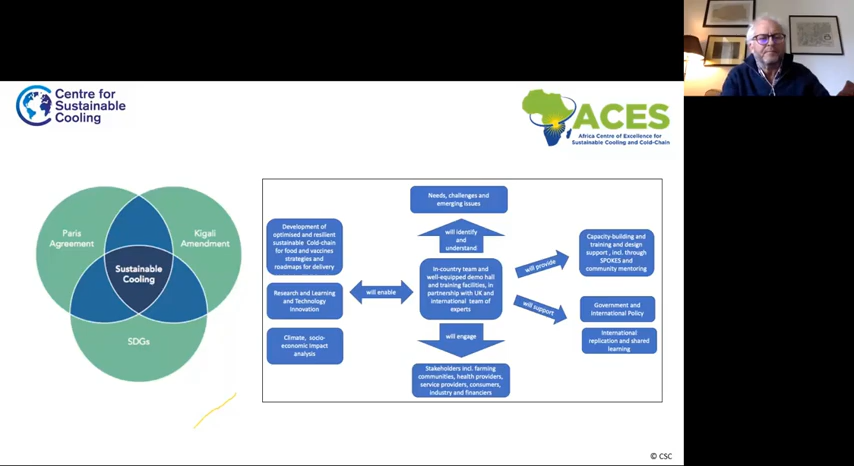 Centre for
Sustainable
Cooling
ACES
Africa Centre of Excellence for
Sustainable Cooling and Cold-Chain
Paris
Agreement
Kigali
Amendment
Sustainable
Cooling
SDGs
Needs, challenges and
emerging issues
will identify
and
understand
Development of
optimised and resilient
sustainable Cold-chain
for food and vaccines
strategies and
roadmaps for delivery
Research and Learning
and Technology
Innovation
Climate, socio-
economic impact
analysis
will enable
In-country team and
well-equipped demo hall
and training facilities, in
partnership with UK and
international team of
experts
will provide
will support
Capacity-building and
training and design
support , incl. through
SPOKES and
community mentoring
Government and
International Policy
International
replication and shared
learning
will engage
Stakeholders incl. farming
communities, health providers,
service providers, consumers,
industry and financiers
© CSC